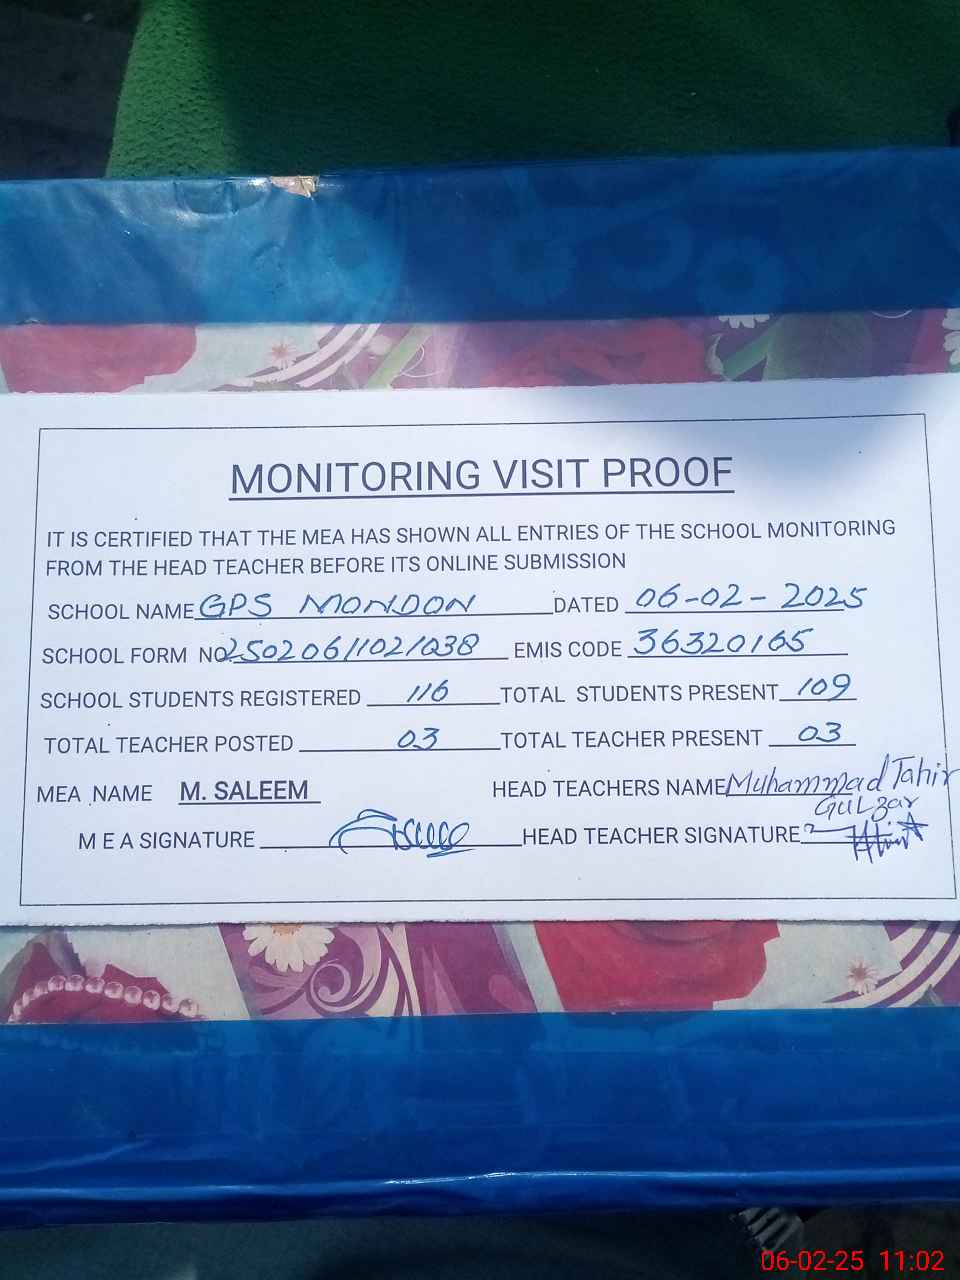 MONITORING VISIT PROOF
IT IS CERTIFIED THAT THE MEA HAS SHOWN ALL ENTRIES OF THE SCHOOL MONITORING
FROM THE HEAD TEACHER BEFORE ITS ONLINE SUBMISSION
SCHOOL NAME GPS MONDON DATED 06-02-2025
SCHOOL FORM NO 25020611021038 EMIS CODE 36320165
SCHOOL STUDENTS REGISTERED 116 TOTAL STUDENTS PRESENT 109
TOTAL TEACHER POSTED 03 TOTAL TEACHER PRESENT 03
MEA NAME M. SALEEM HEAD TEACHERS NAME Muhammad Tahir
Gulzar
M E A SIGNATURE HEAD TEACHER SIGNATURE
06-02-25 11:02